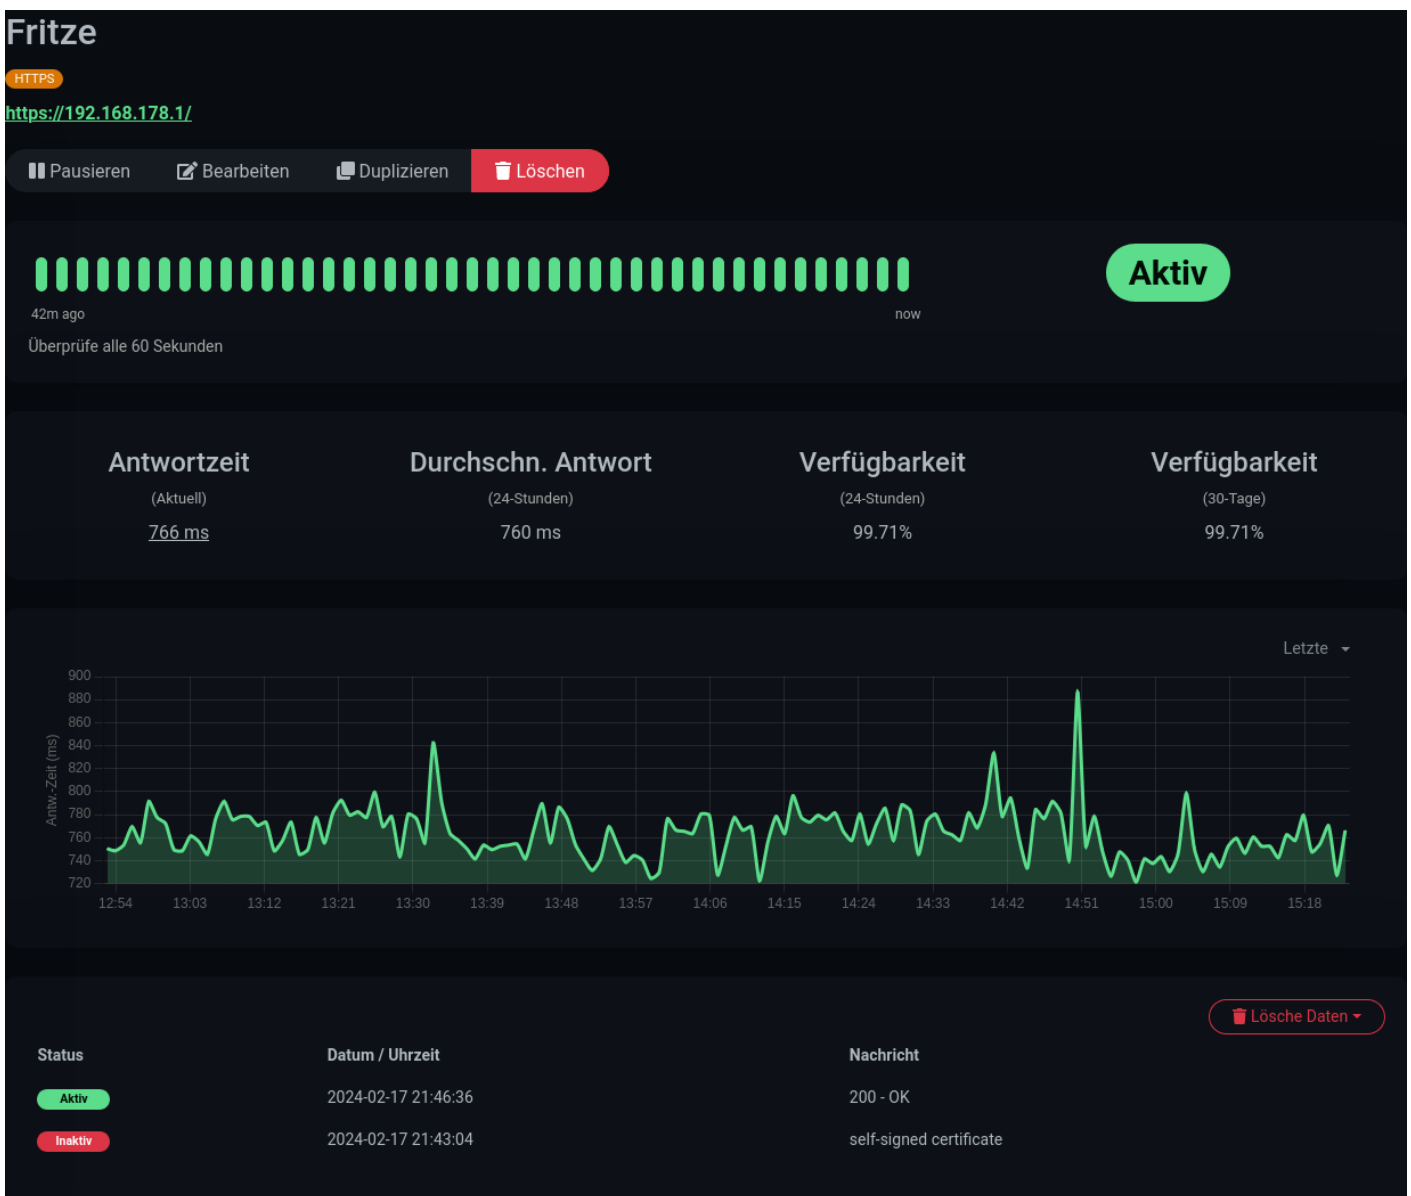 Fritze
HTTPS
https://192.168.178.1/
Pausieren Bearbeiten Duplizieren Löschen
Aktiv
42m ago now
Überprüfe alle 60 Sekunden
Antwortzeit Durchschn. Antwort Verfügbarkeit Verfügbarkeit
(Aktuell) (24-Stunden) (24-Stunden) (30-Tage)
766 ms 760 ms 99.71% 99.71%
Letzte
Antw.-Zeit (ms)
900
880
860
840
820
800
780
760
740
720
12:54 13:03 13:12 13:21 13:30 13:39 13:48 13:57 14:06 14:15 14:24 14:33 14:42 14:51 15:00 15:09 15:18
Lösche Daten
Status Datum / Uhrzeit Nachricht
Aktiv 2024-02-17 21:46:36 200 - OK
Inaktiv 2024-02-17 21:43:04 self-signed certificate